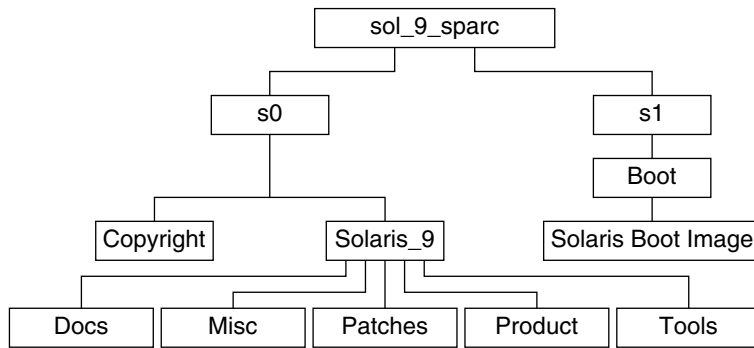 sol_9_sparc
s0
s1
Boot
Copyright
Solaris_9
Solaris Boot Image
Docs
Misc
Patches
Product
Tools